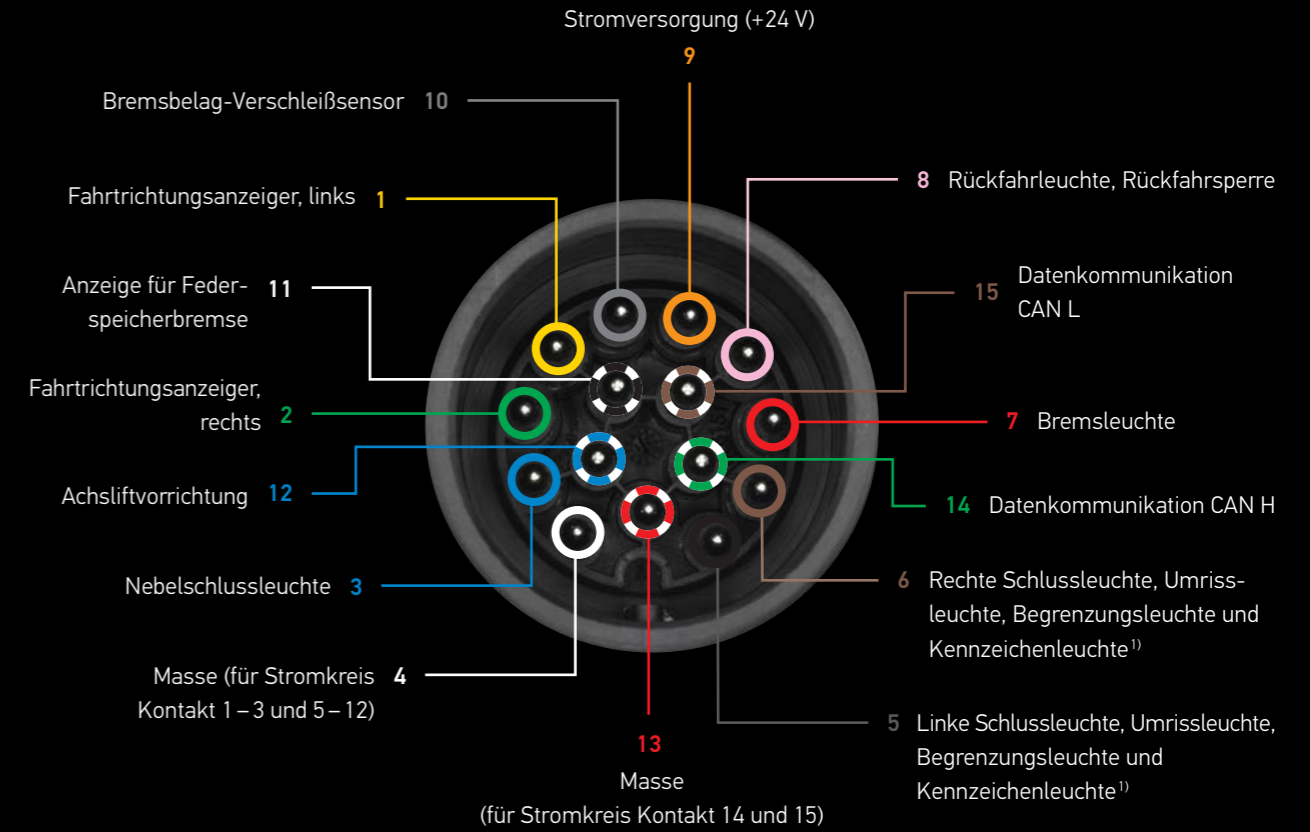 Stromversorgung (+24 V)
9
Bremsbelag-Verschleißsensor 10
Fahrtrichtungsanzeiger, links 1
8 Rückfahrleuchte, Rückfahrsperre
Anzeige für Feder- 11
speicherbremse
15 Datenkommunikation
CAN L
Fahrtrichtungsanzeiger,
rechts 2
7 Bremsleuchte
Achsliftvorrichtung 12
14 Datenkommunikation CAN H
Nebelschlussleuchte 3
6 Rechte Schlussleuchte, Umriss-
leuchte, Begrenzungsleuchte und
Kennzeichenleuchte¹⁾
Masse (für Stromkreis 4
Kontakt 1 – 3 und 5 – 12)
5 Linke Schlussleuchte, Umrissleuchte,
Begrenzungsleuchte und
Kennzeichenleuchte¹⁾
13
Masse
(für Stromkreis Kontakt 14 und 15)